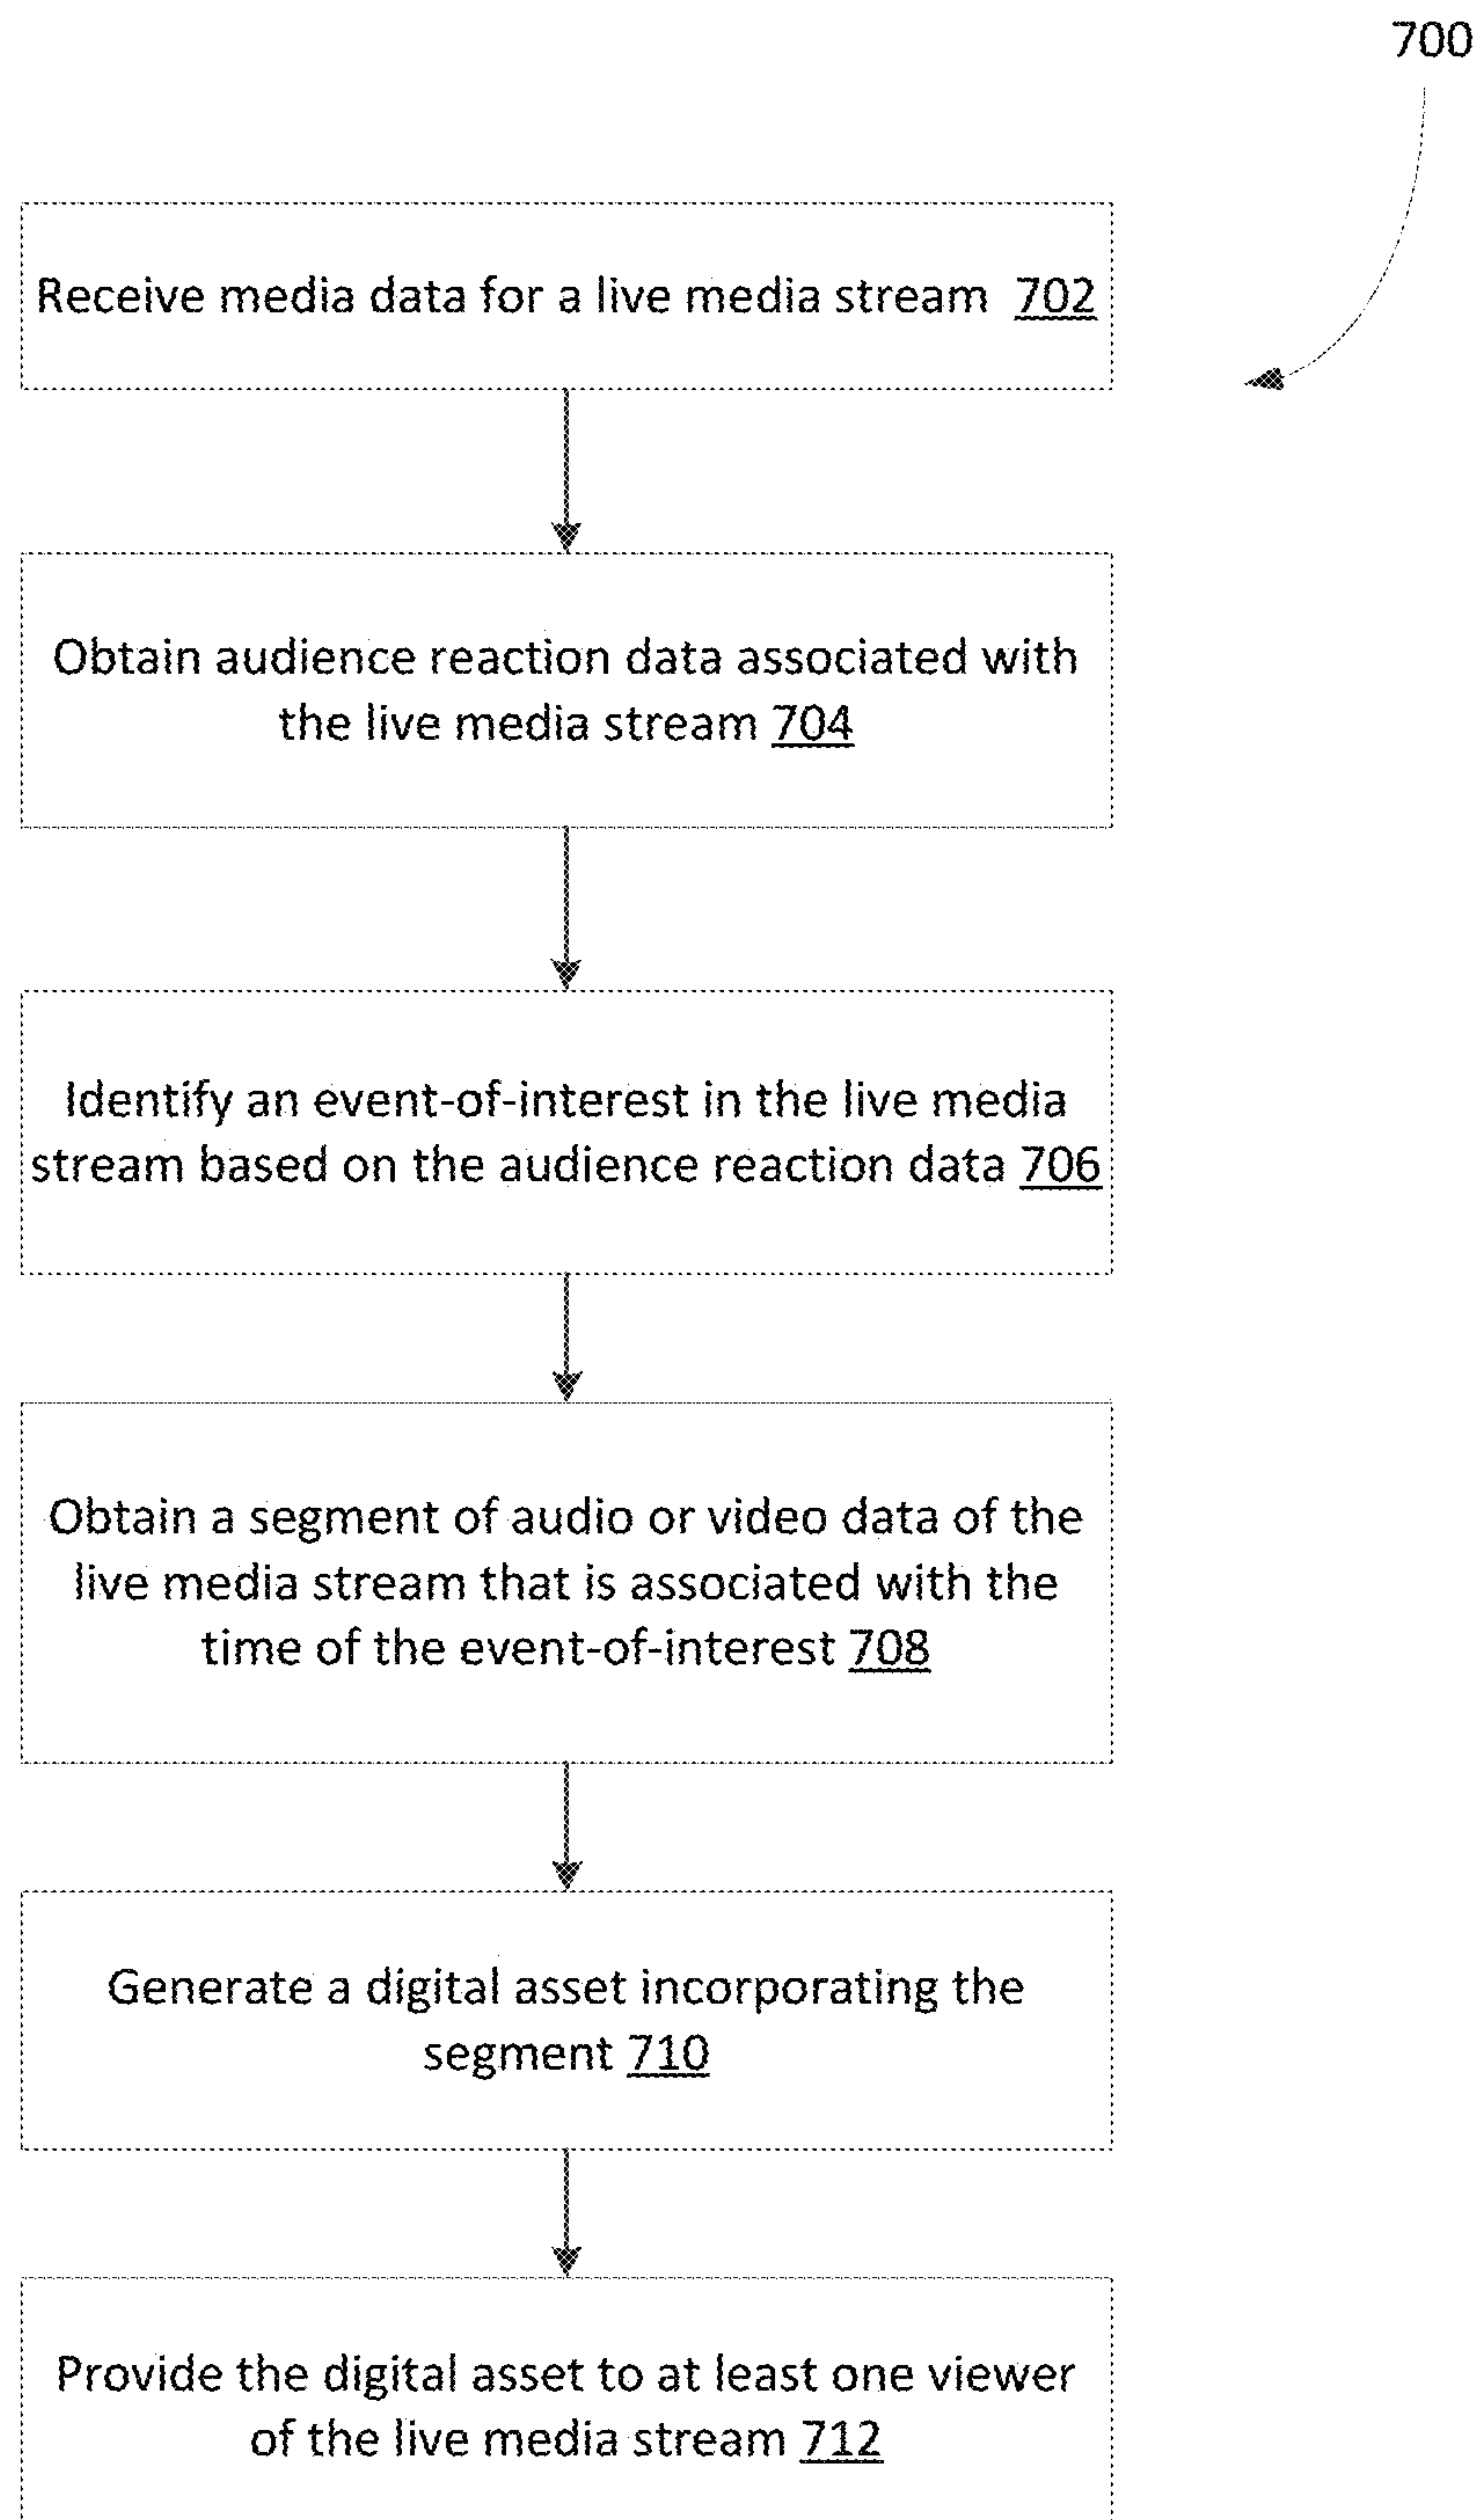 700
Receive media data for a live media stream 702
Obtain audience reaction data associated with
the live media stream 704
Identify an event-of-interest in the live media
stream based on the audience reaction data 706
Obtain a segment of audio or video data of the
live media stream that is associated with the
time of the event-of-interest 708
Generate a digital asset incorporating the
segment 710
Provide the digital asset to at least one viewer
of the live media stream 712